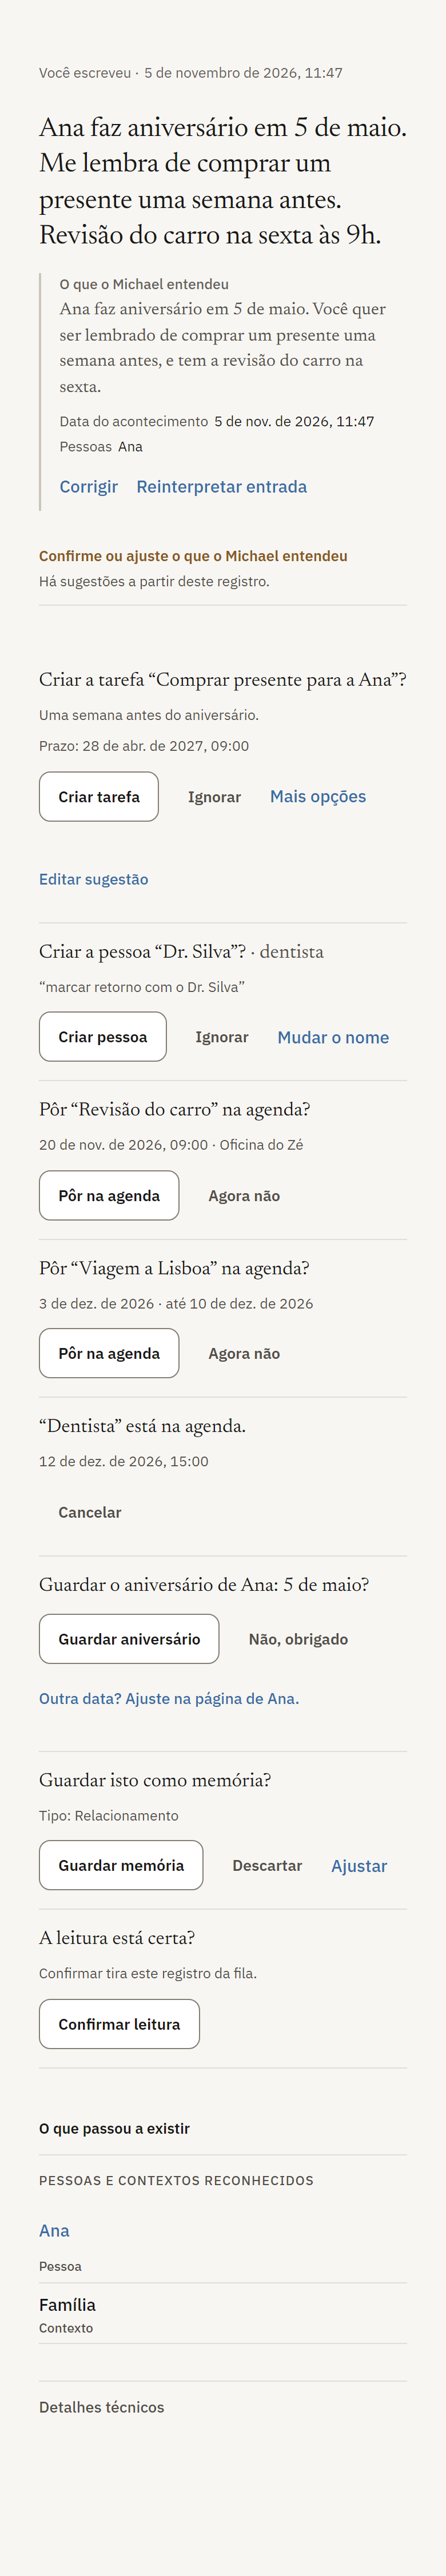 Você escreveu · 5 de novembro de 2026, 11:47
Ana faz aniversário em 5 de maio.
Me lembra de comprar um
presente uma semana antes.
Revisão do carro na sexta às 9h.
O que o Michael entendeu
Ana faz aniversário em 5 de maio. Você quer
ser lembrado de comprar um presente uma
semana antes, e tem a revisão do carro na
sexta.
Data do acontecimento 5 de nov. de 2026, 11:47
Pessoas Ana
Corrigir Reinterpretar entrada
Confirme ou ajuste o que o Michael entendeu
Há sugestões a partir deste registro.
Criar a tarefa “Comprar presente para a Ana”?
Uma semana antes do aniversário.
Prazo: 28 de abr. de 2027, 09:00
Criar tarefa Ignorar Mais opções
Editar sugestão
Criar a pessoa “Dr. Silva”? · dentista
“marcar retorno com o Dr. Silva”
Criar pessoa Ignorar Mudar o nome
Pôr “Revisão do carro” na agenda?
20 de nov. de 2026, 09:00 · Oficina do Zé
Pôr na agenda Agora não
Pôr “Viagem a Lisboa” na agenda?
3 de dez. de 2026 · até 10 de dez. de 2026
Pôr na agenda Agora não
“Dentista” está na agenda.
12 de dez. de 2026, 15:00
Cancelar
Guardar o aniversário de Ana: 5 de maio?
Guardar aniversário Não, obrigado
Outra data? Ajuste na página de Ana.
Guardar isto como memória?
Tipo: Relacionamento
Guardar memória Descartar Ajustar
A leitura está certa?
Confirmar tira este registro da fila.
Confirmar leitura
O que passou a existir
PESSOAS E CONTEXTOS RECONHECIDOS
Ana
Pessoa
Família
Contexto
Detalhes técnicos